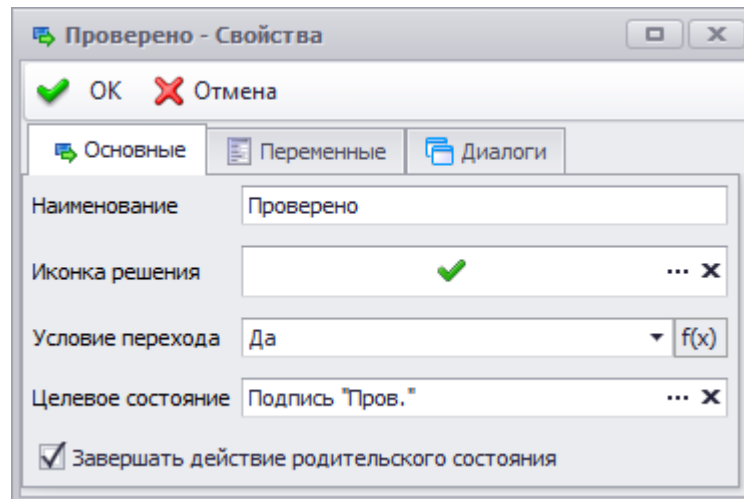 Проверено - Свойства
ОК Отмена
Основные Переменные Диалоги
Наименование Проверено
Иконка решения ...
Условие перехода Да f(x)
Целевое состояние Подпись "Пров." ...
Завершать действие родительского состояния